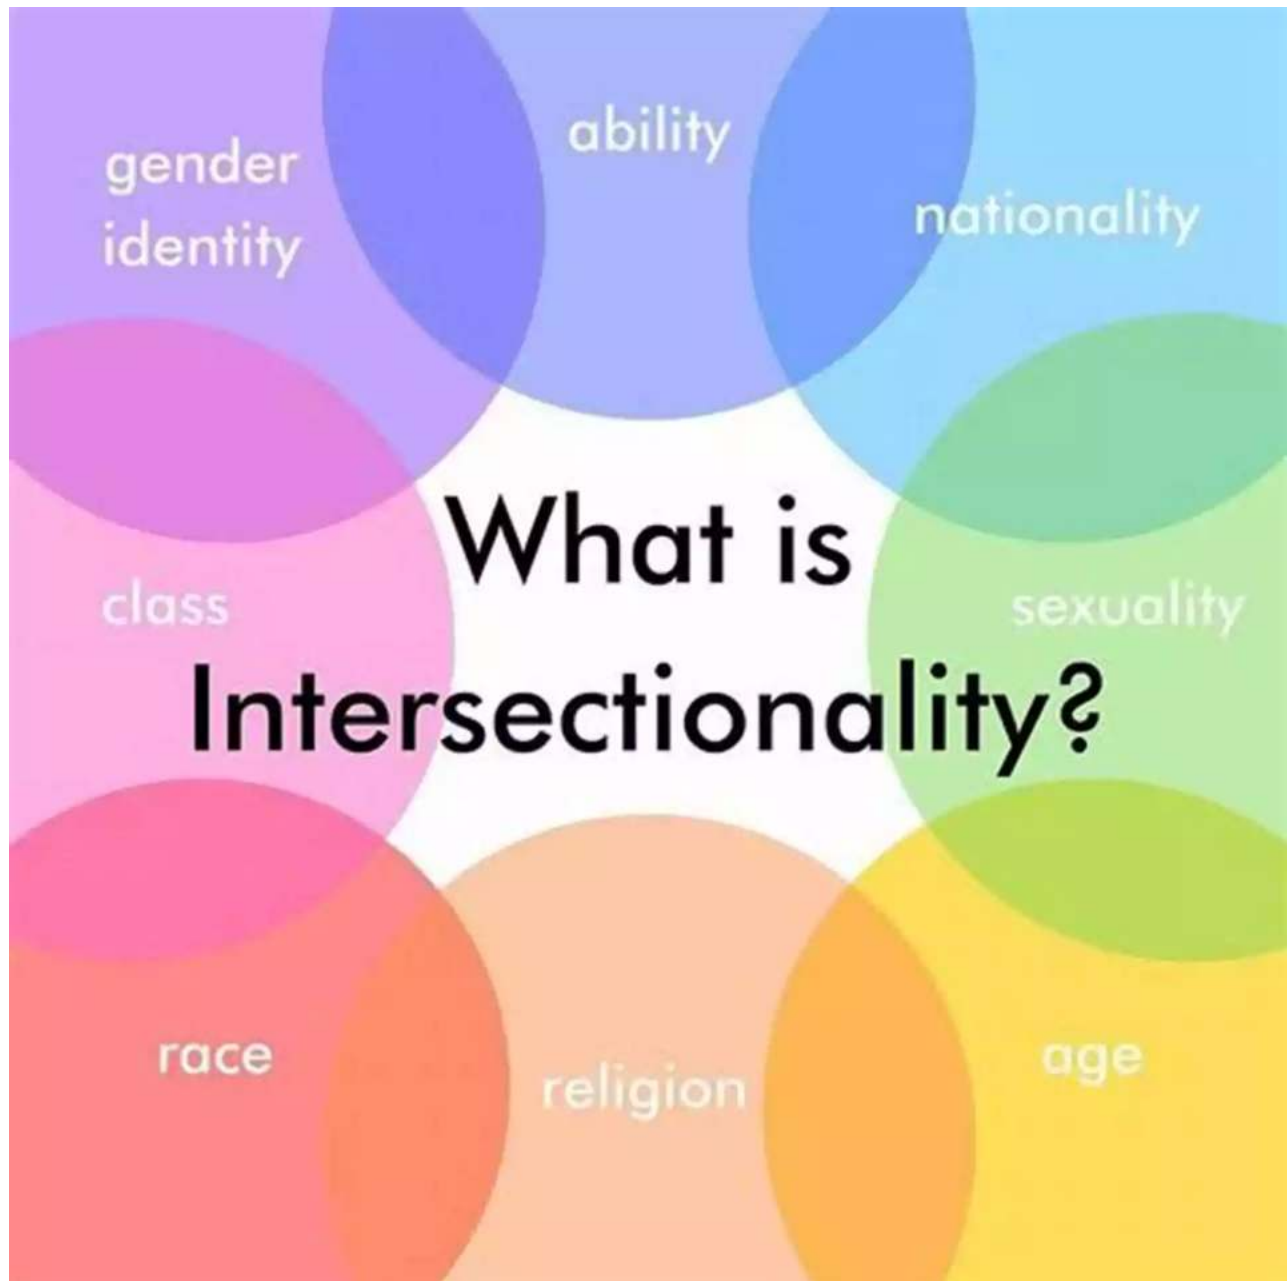 gender
identity
ability
nationality
What is
Intersectionality?
class
sexuality
race
religion
age